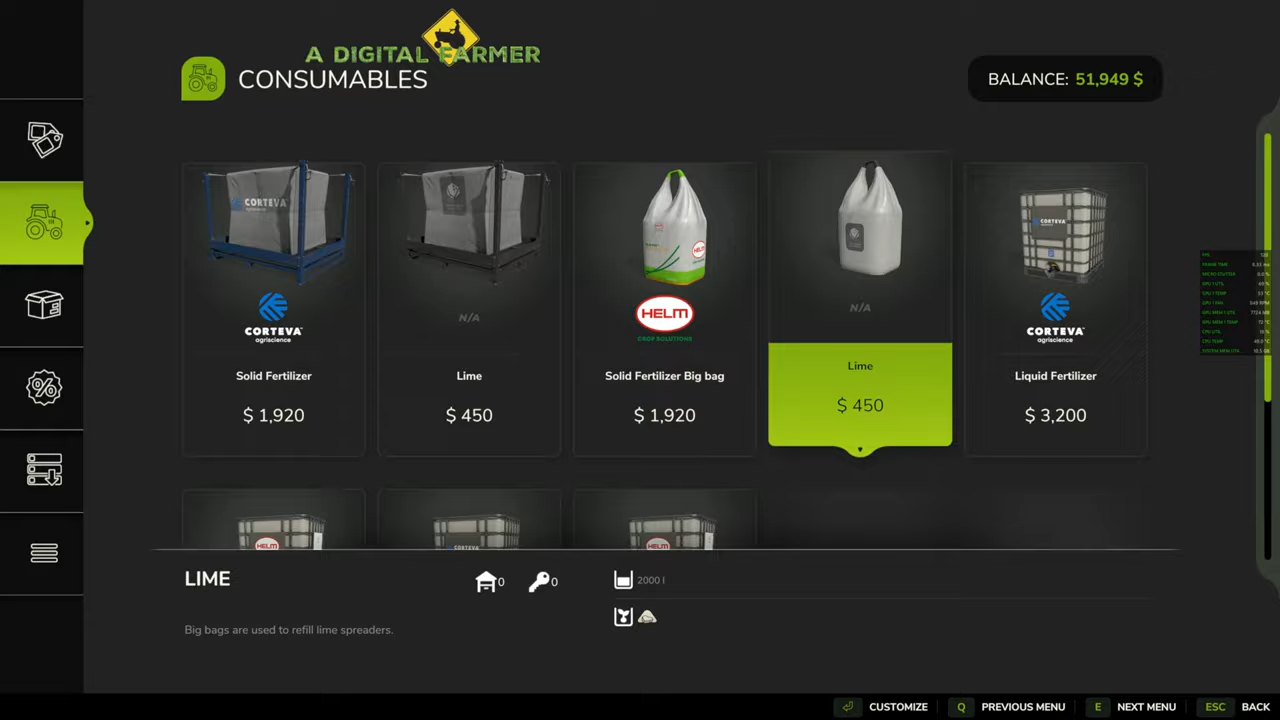 A DIGITAL FARMER
CONSUMABLES
BALANCE: 51,949 $
CORTEVA
agriscience
Solid Fertilizer
$ 1,920
N/A
Lime
$ 450
HELM
CROP SOLUTIONS
Solid Fertilizer Big bag
$ 1,920
N/A
Lime
$ 450
CORTEVA
agriscience
Liquid Fertilizer
$ 3,200
CORTEVA
HELM
CORTEVA
HELM
LIME
0
0
2000 l
Big bags are used to refill lime spreaders.
CUSTOMIZE
Q PREVIOUS MENU
E NEXT MENU
ESC BACK